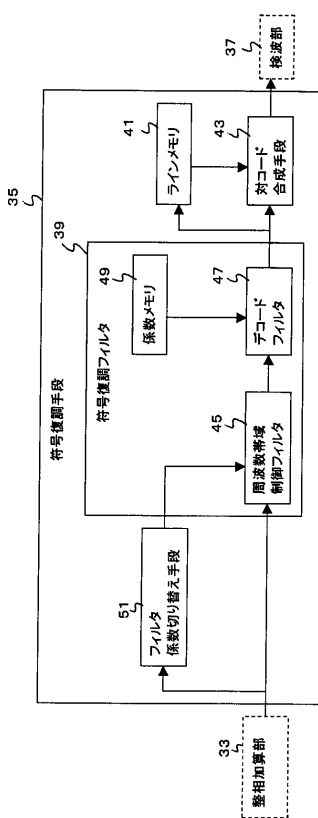 35
符号復調手段
39
符号復調フィルタ
33
整相加算部
51
フィルタ
係数切り替え手段
45
周波数帯域
制御フィルタ
49
係数メモリ
47
デコード
フィルタ
41
ラインメモリ
43
対コード
合成手段
37
検波部